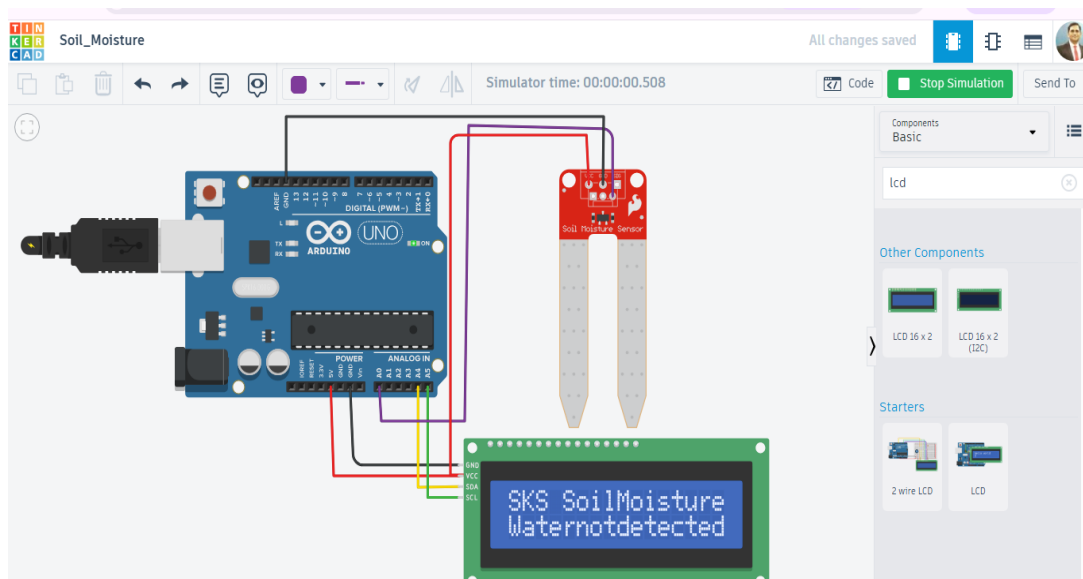 TIN
KER
CAD
Soil_Moisture
All changes saved
Simulator time: 00:00:00.508
Code
Stop Simulation
Send To
Components
Basic
lcd
Other Components
LCD 16 x 2
LCD 16 x 2
(I2C)
Starters
2 wire LCD
LCD
AREF
GND
13
12
~11
~10
~9
8
7
~6
~5
4
~3
2
TX→1
RX←0
DIGITAL (PWM~)
L
TX
RX
UNO
ARDUINO
ON
POWER
ANALOG IN
IOREF
RESET
3.3V
5V
GND
GND
Vin
A0
A1
A2
A3
A4
A5
Soil Moisture Sensor
GND
VCC
SDA
SCL
SKS SoilMoisture
Waternotdetected